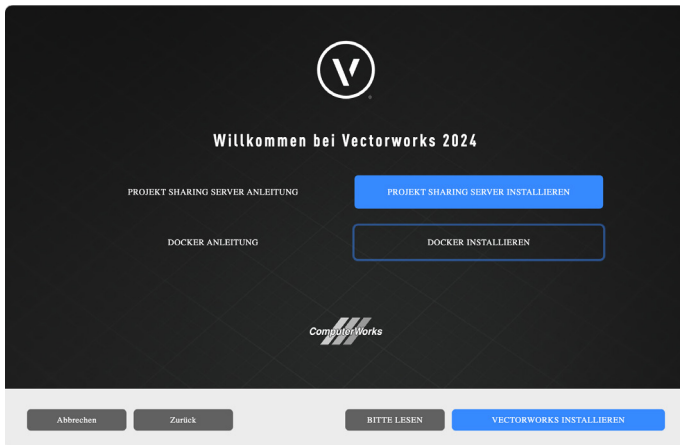 Willkommen bei Vectorworks 2024
PROJEKT SHARING SERVER ANLEITUNG
PROJEKT SHARING SERVER INSTALLIEREN
DOCKER ANLEITUNG
DOCKER INSTALLIEREN
ComputerWorks
Abbrechen
Zurück
BITTE LESEN
VECTORWORKS INSTALLIEREN